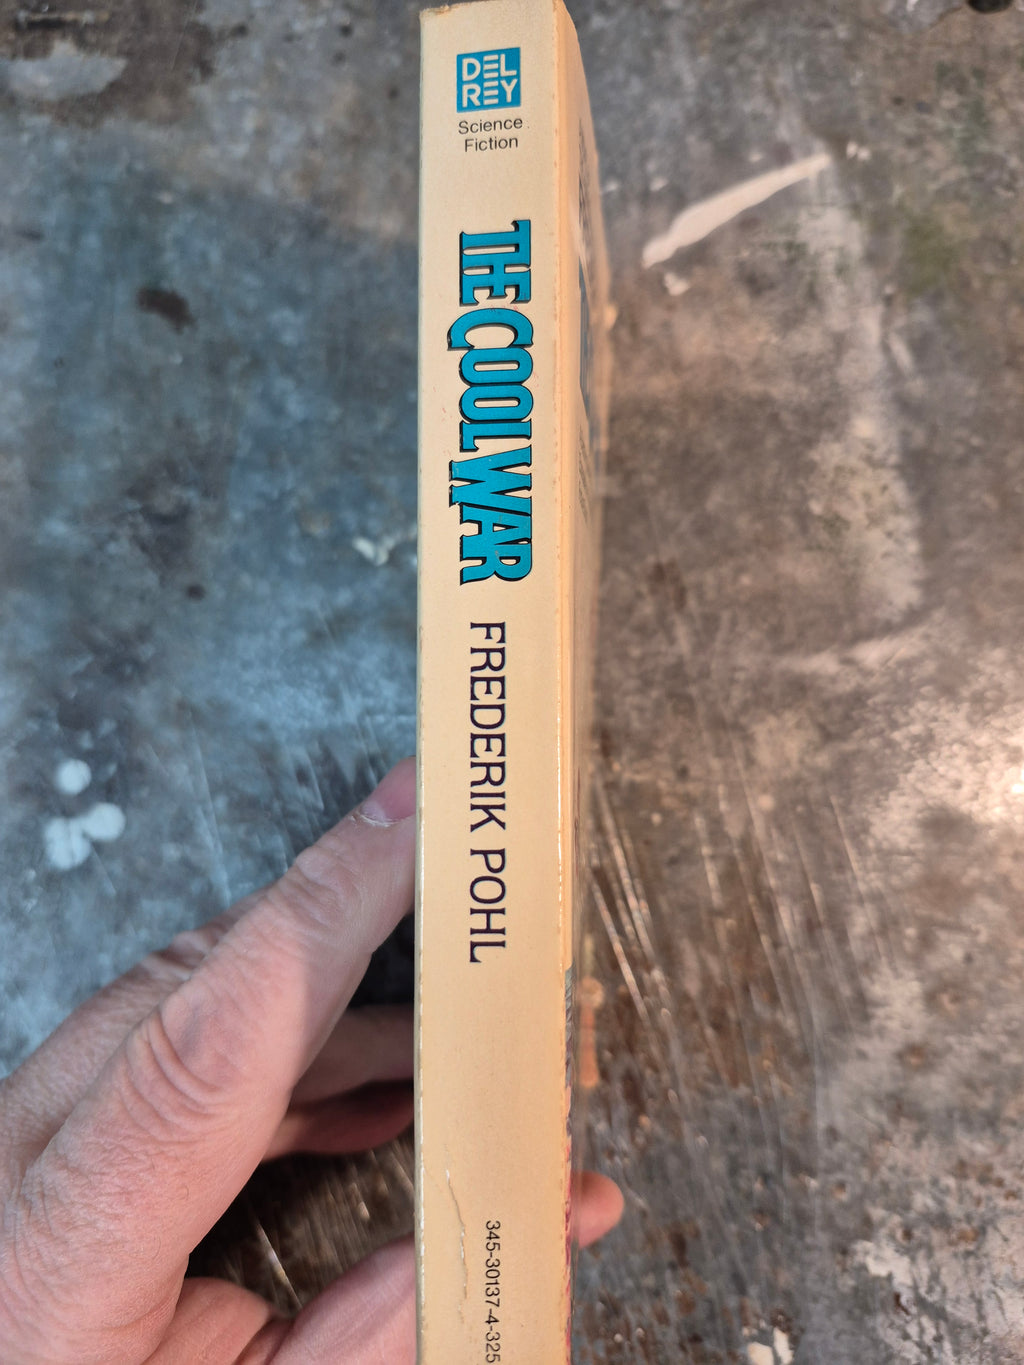 DEL
REY
Science
Fiction
THE COOL WAR
FREDERIK POHL
345-30137-4-325